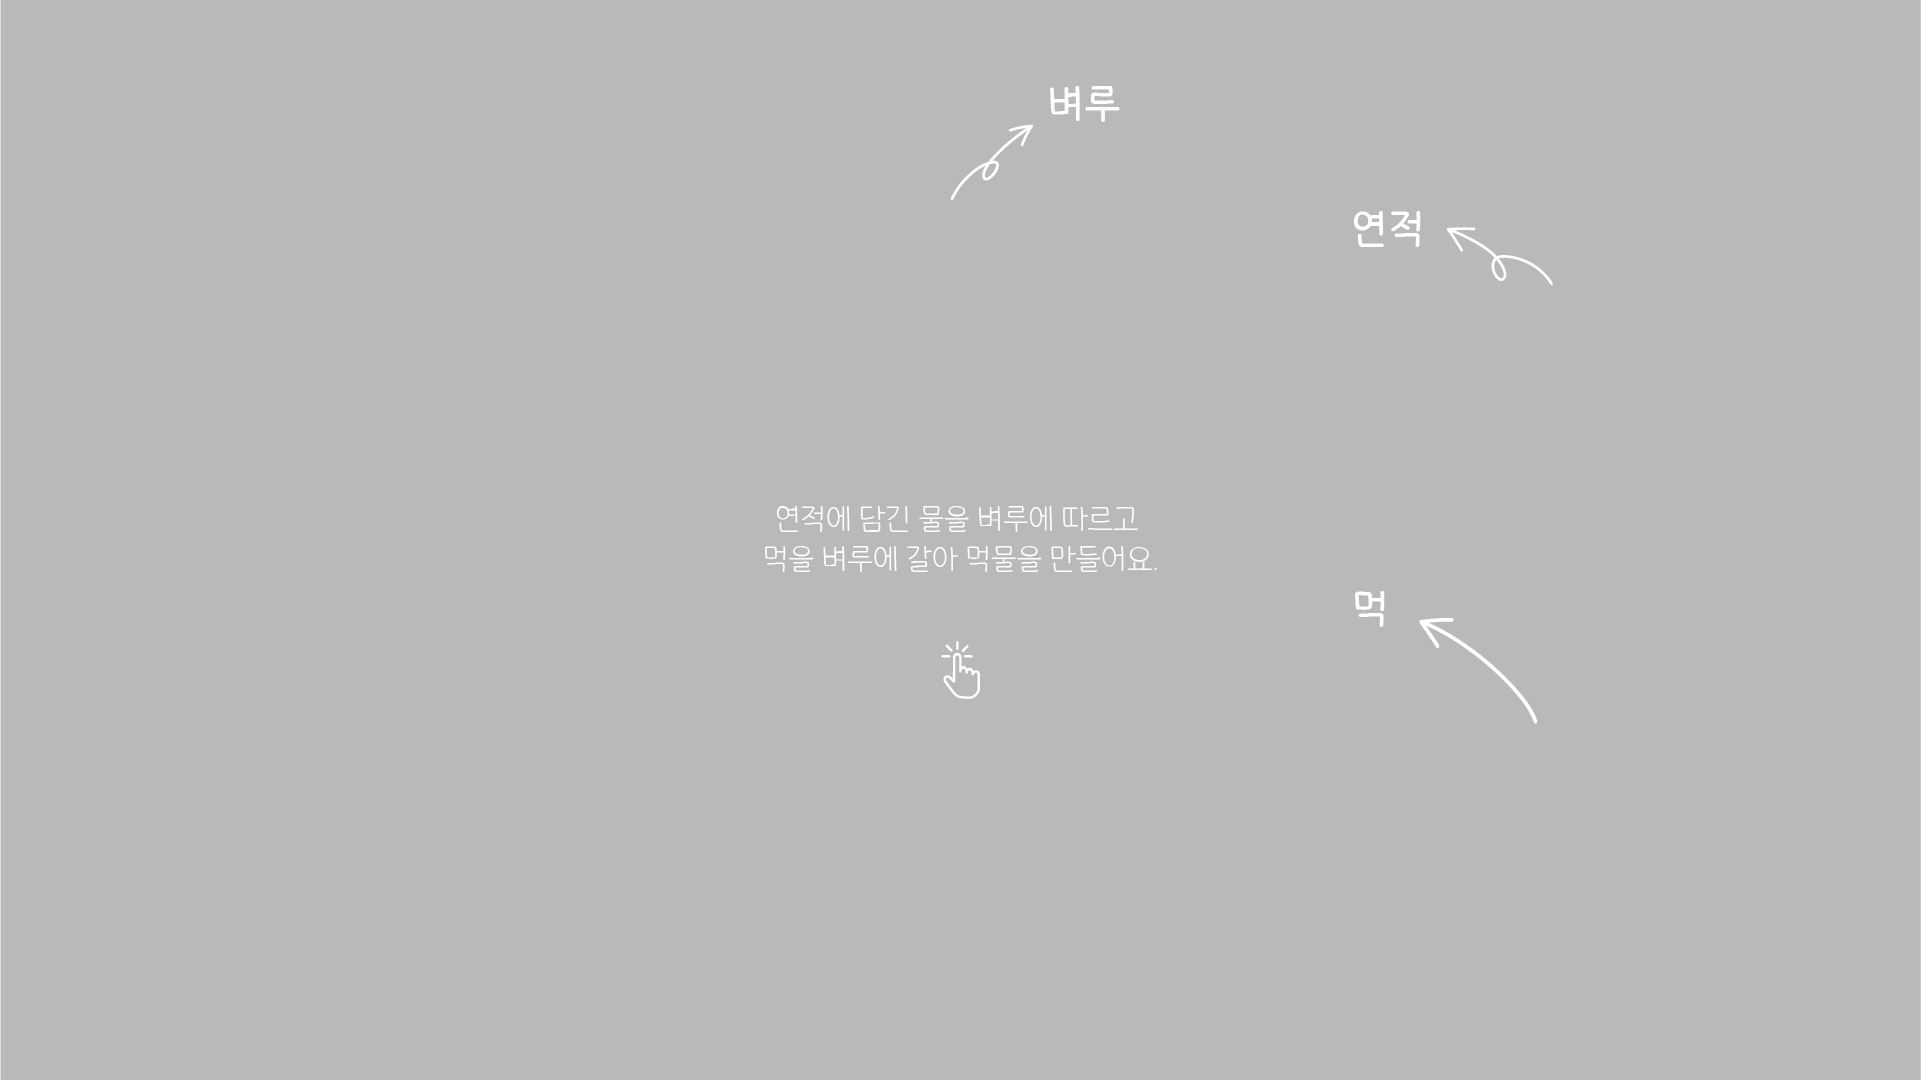 벼루
연적
연적에 담긴 물을 벼루에 따르고
먹을 벼루에 갈아 먹물을 만들어요.
먹